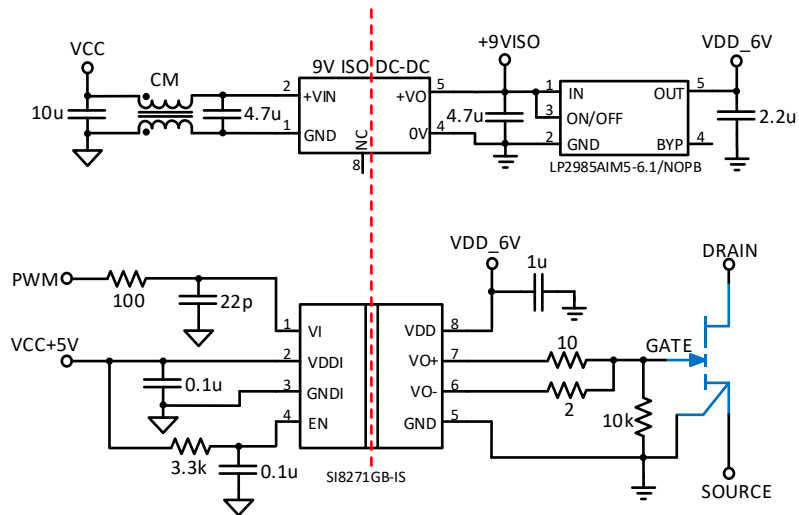 VCC
CM
10u
4.7u
9V ISO DC-DC
2
+VIN
1
GND
NC
8
+VO
5
0V
4
+9VISO
4.7u
1
IN
3
ON/OFF
2
GND
OUT
5
BYP
4
LP2985AIM5-6.1/NOPB
VDD_6V
2.2u
PWM
100
22p
VCC+5V
0.1u
3.3k
0.1u
1
VI
2
VDDI
3
GNDI
4
EN
SI8271GB-IS
VDD
8
VO+
7
VO-
6
GND
5
VDD_6V
1u
10
2
10k
GATE
DRAIN
SOURCE